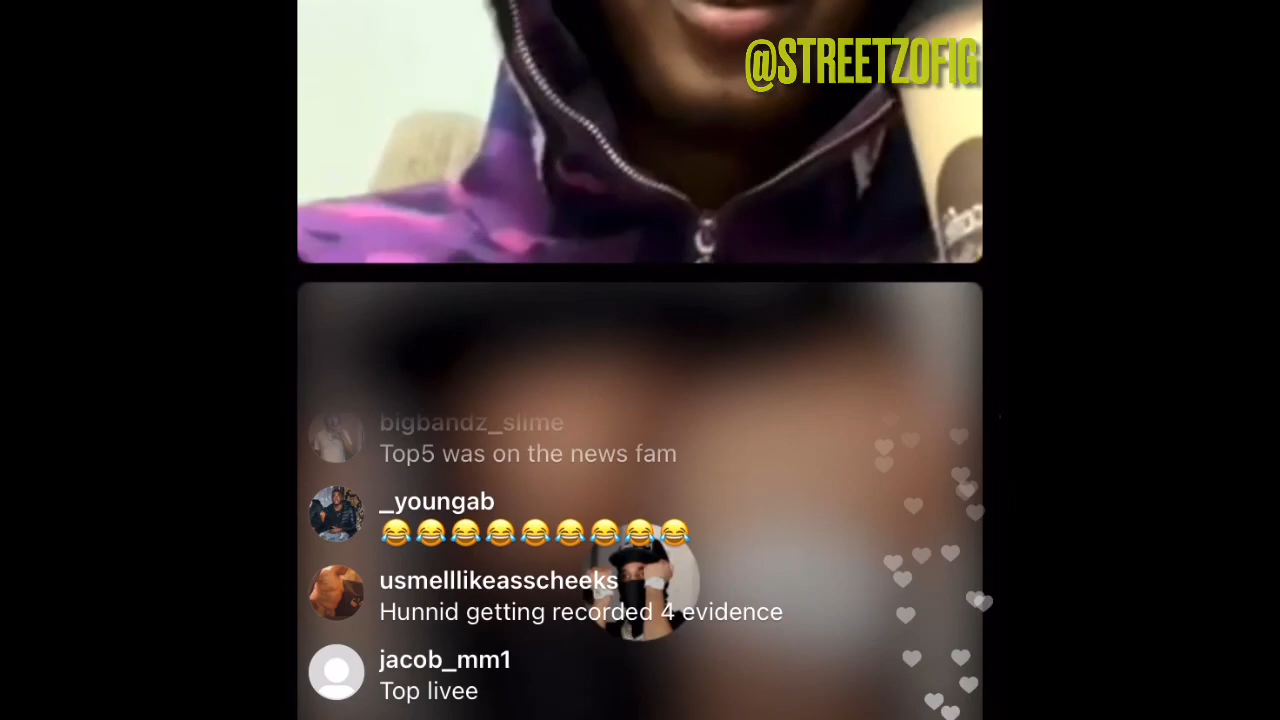 @STREETZOFIG
bigbandz_slime
Top5 was on the news fam
_youngab
😂😂😂😂😂😂😂😂😂
usmelllikeasscheeks
Hunnid getting recorded 4 evidence
jacob_mm1
Top livee